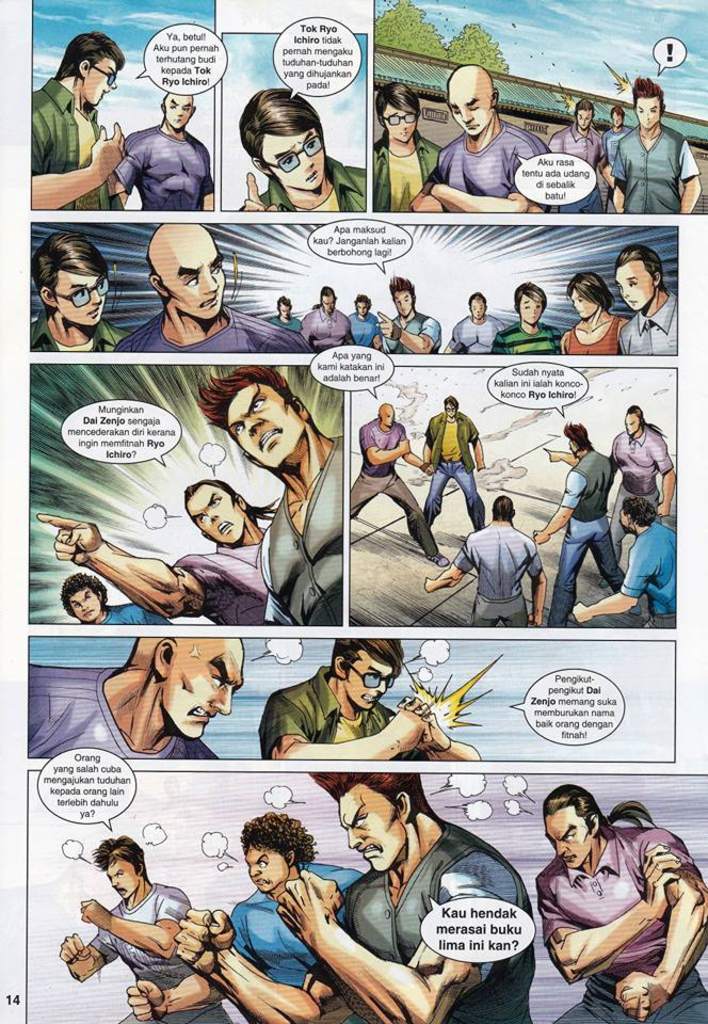 Ya, betul!
Aku pun pernah
terhutang budi
kepada Tok
Ryo Ichiro!
Tok Ryo
Ichiro tidak
pernah mengaku
tuduhan-tuduhan
yang dihujankan
pada!
!
Aku rasa
tentu ada udang
di sebalik
batu!
Apa maksud
kau? Janganlah kalian
berbohong lagi!
Apa yang
kami katakan ini
adalah benar!
Munginkan
Dai Zenjo sengaja
mencederakan diri kerana
ingin memfitnah Ryo
Ichiro?
Sudah nyata
kalian ini ialah konco-
konco Ryo Ichiro!
Pengikut-
pengikut Dai
Zenjo memang suka
memburukan nama
baik orang dengan
fitnah!
Orang
yang salah cuba
mengajukan tuduhan
kepada orang lain
terlebih dahulu
ya?
Kau hendak
merasai buku
lima ini kan?
14